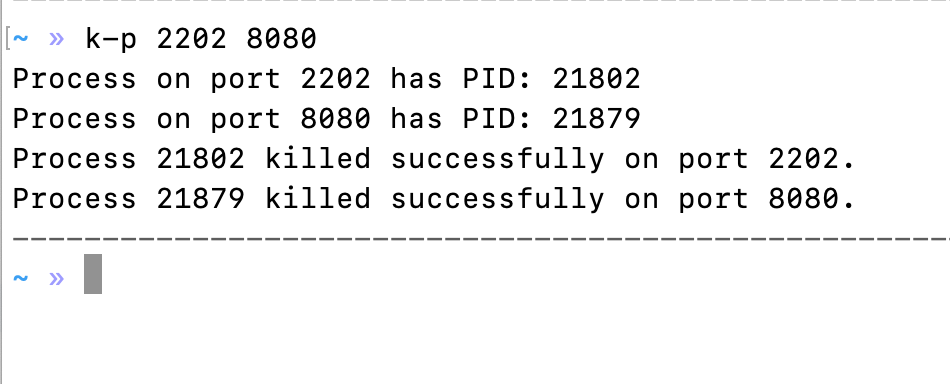 ~ » k-p 2202 8080
Process on port 2202 has PID: 21802
Process on port 8080 has PID: 21879
Process 21802 killed successfully on port 2202.
Process 21879 killed successfully on port 8080.
~ »